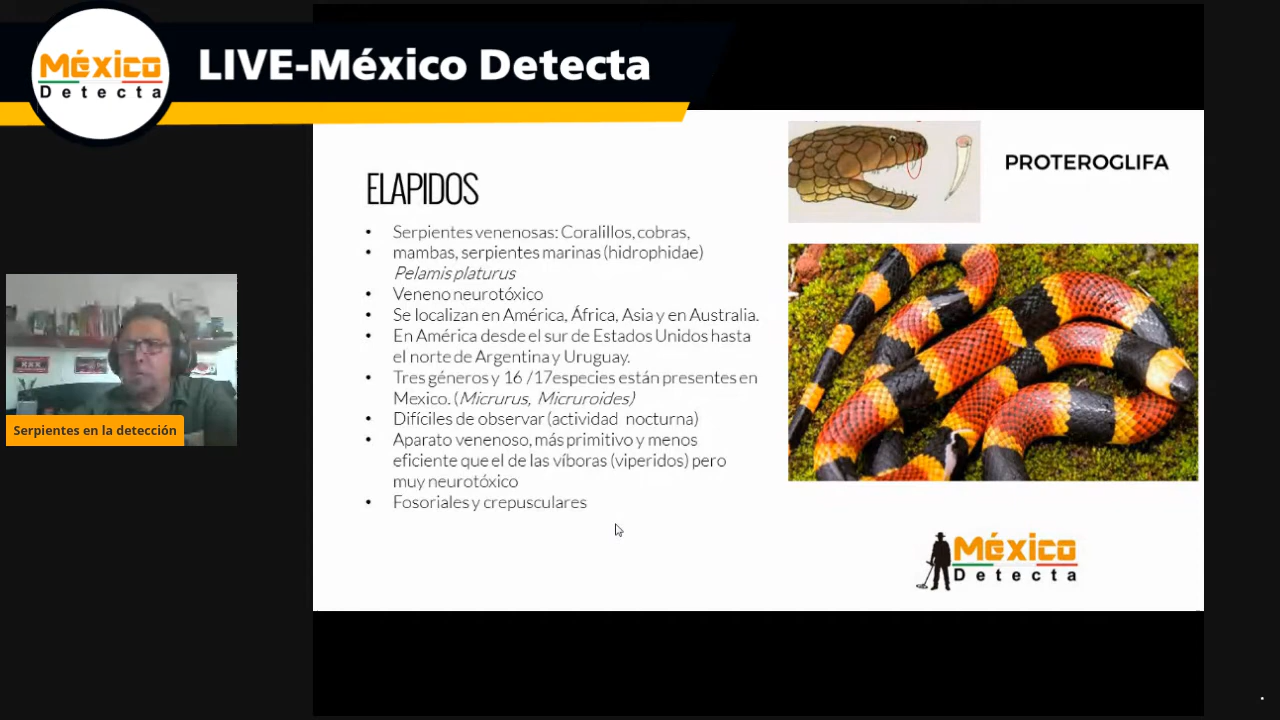 México
Detecta
LIVE-México Detecta
PROTEROGLIFA
ELAPIDOS
• Serpientes venenosas: Coralillos, cobras,
• mambas, serpientes marinas (hidrophidae)
Pelamis platurus
• Veneno neurotóxico
• Se localizan en América, África, Asia y en Australia.
• En América desde el sur de Estados Unidos hasta
el norte de Argentina y Uruguay.
• Tres géneros y 16 /17especies están presentes en
Mexico. (Micrurus, Micruroides)
• Difíciles de observar (actividad nocturna)
• Aparato venenoso, más primitivo y menos
eficiente que el de las víboras (viperidos) pero
muy neurotóxico
• Fosoriales y crepusculares
Serpientes en la detección
México
Detecta